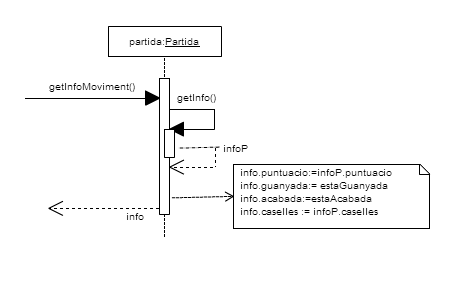 partida:Partida
getInfoMoviment()
getInfo()
infoP
info.puntuacio:=infoP.puntuacio
info.guanyada:= estaGuanyada
info.acabada:=estaAcabada
info.caselles := infoP.caselles
info